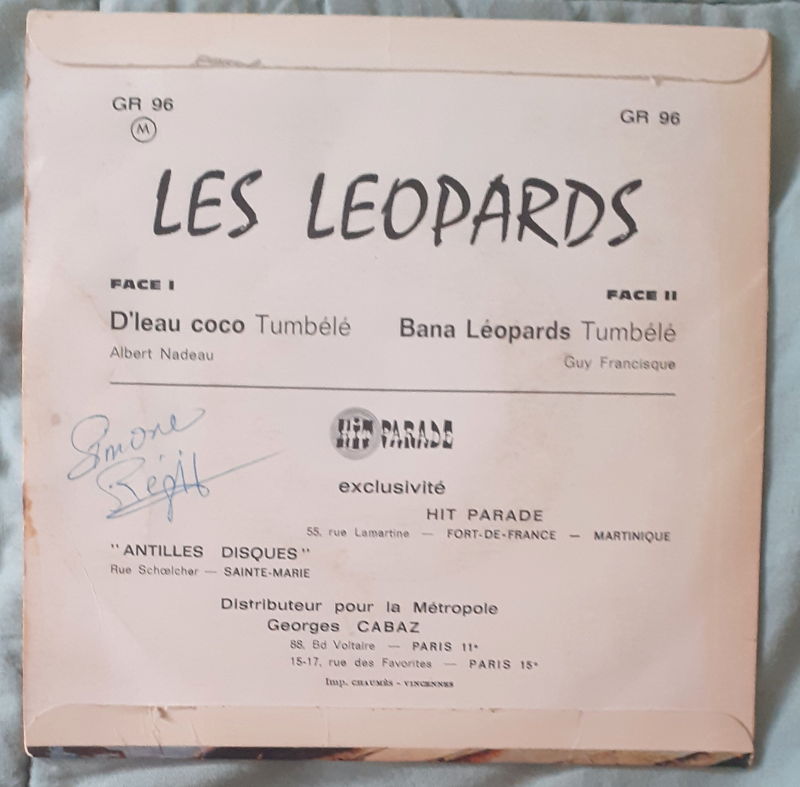 GR 96
GR 96
M
LES LEOPARDS
FACE I
FACE II
D'leau coco Tumbélé
Bana Léopards Tumbélé
Albert Nadeau
Guy Francisque
Simone
HIT PARADE
exclusivité
HIT PARADE
55, rue Lamartine — FORT-DE-FRANCE — MARTINIQUE
"ANTILLES DISQUES"
Rue Schœlcher — SAINTE-MARIE
Distributeur pour la Métropole
Georges CABAZ
88, Bd Voltaire — PARIS 11e
15-17, rue des Favorites — PARIS 15e
Imp. CHAUMÈS - VINCENNES